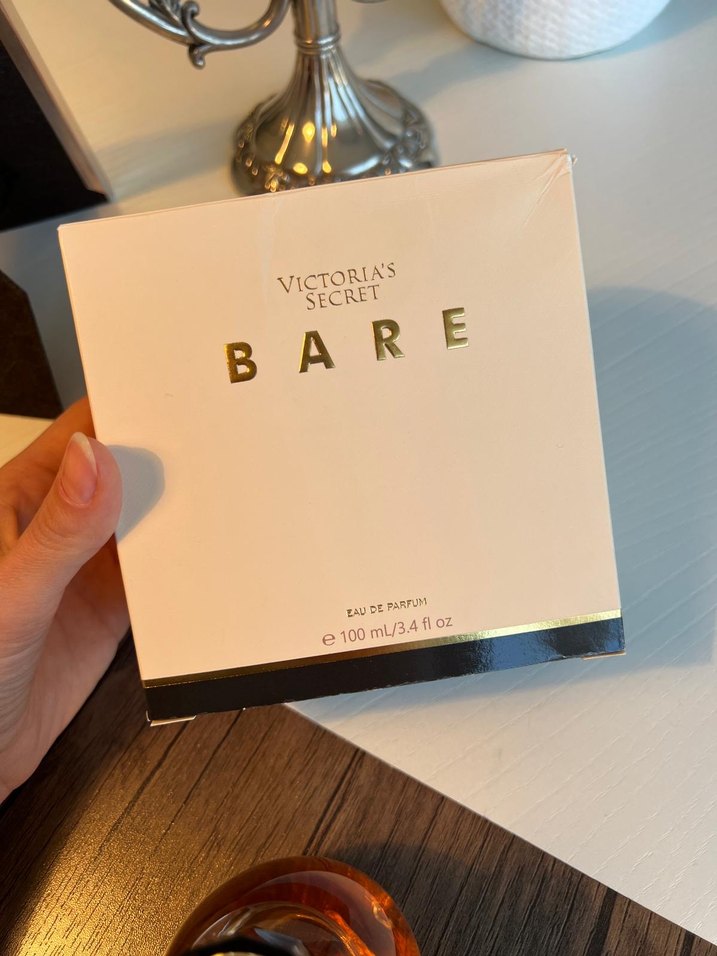 VICTORIA'S
SECRET
BARE
EAU DE PARFUM
e 100 mL/3.4 fl oz